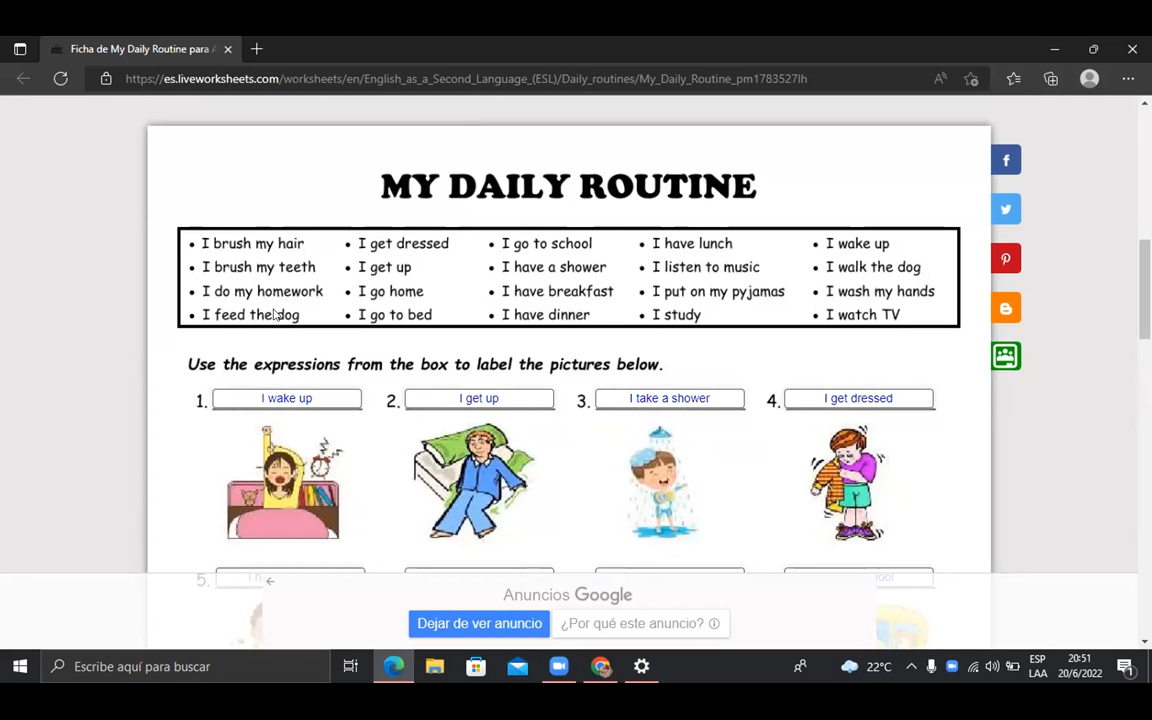 Ficha de My Daily Routine para
https://es.liveworksheets.com/worksheets/en/English_as_a_Second_Language_(ESL)/Daily_routines/My_Daily_Routine_pm1783527lh
MY DAILY ROUTINE
• I brush my hair • I get dressed • I go to school • I have lunch • I wake up
• I brush my teeth • I get up • I have a shower • I listen to music • I walk the dog
• I do my homework • I go home • I have breakfast • I put on my pyjamas • I wash my hands
• I feed the dog • I go to bed • I have dinner • I study • I watch TV
Use the expressions from the box to label the pictures below.
1. I wake up 2. I get up 3. I take a shower 4. I get dressed
5.
Anuncios Google
Dejar de ver anuncio ¿Por qué este anuncio?
Escribe aquí para buscar 22°C ESP 20:51
LAA 20/6/2022